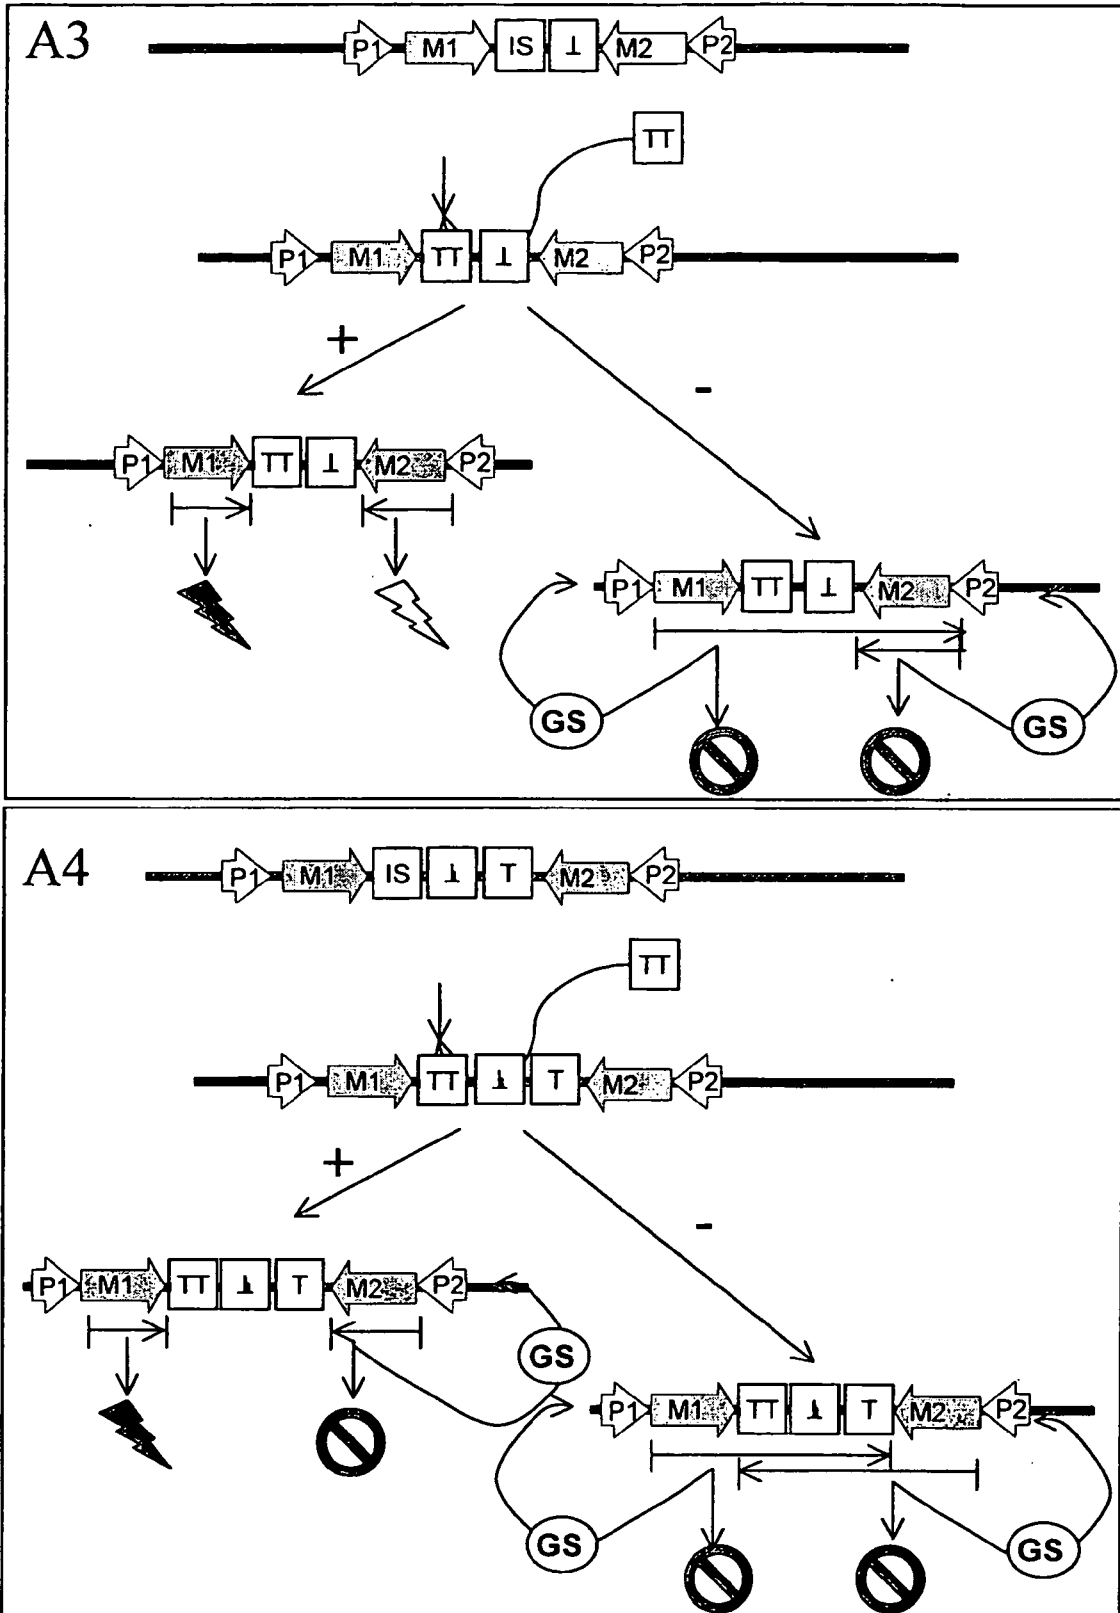 A3
P1 M1 IS ⊥ M2 P2
TT
P1 M1 TT ⊥ M2 P2
+
-
P1 M1 TT ⊥ M2 P2
P1 M1 TT ⊥ M2 P2
GS GS
A4
P1 M1 IS ⊥ T M2 P2
TT
P1 M1 TT ⊥ T M2 P2
+
-
P1 M1 TT ⊥ T M2 P2
GS
P1 M1 TT ⊥ T M2 P2
GS GS